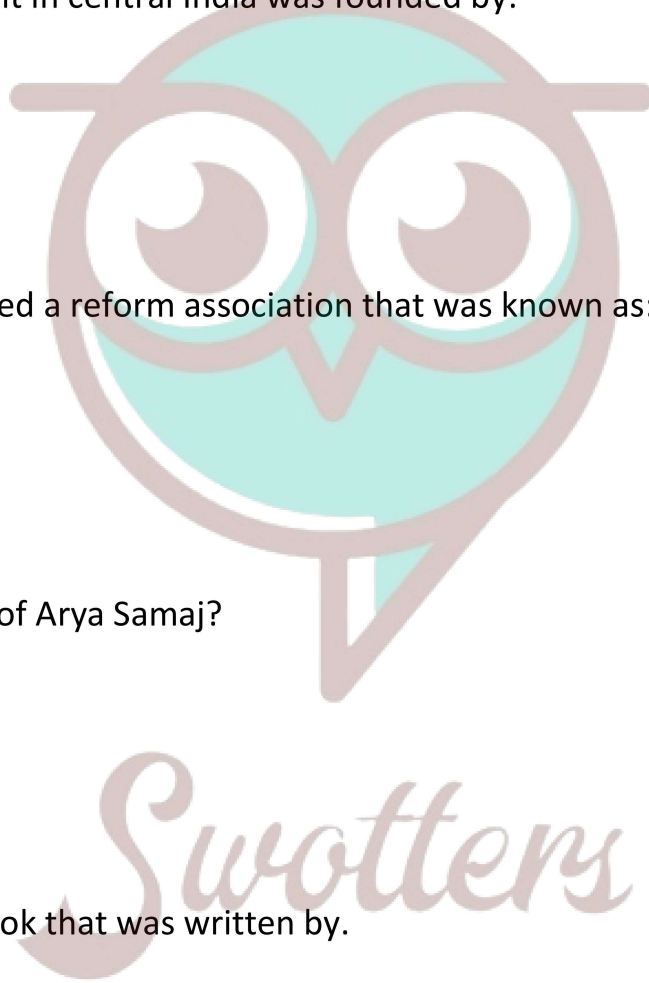 t in central India was founded by:
ed a reform association that was known as:
of Arya Samaj?
Swotters
ok that was written by.